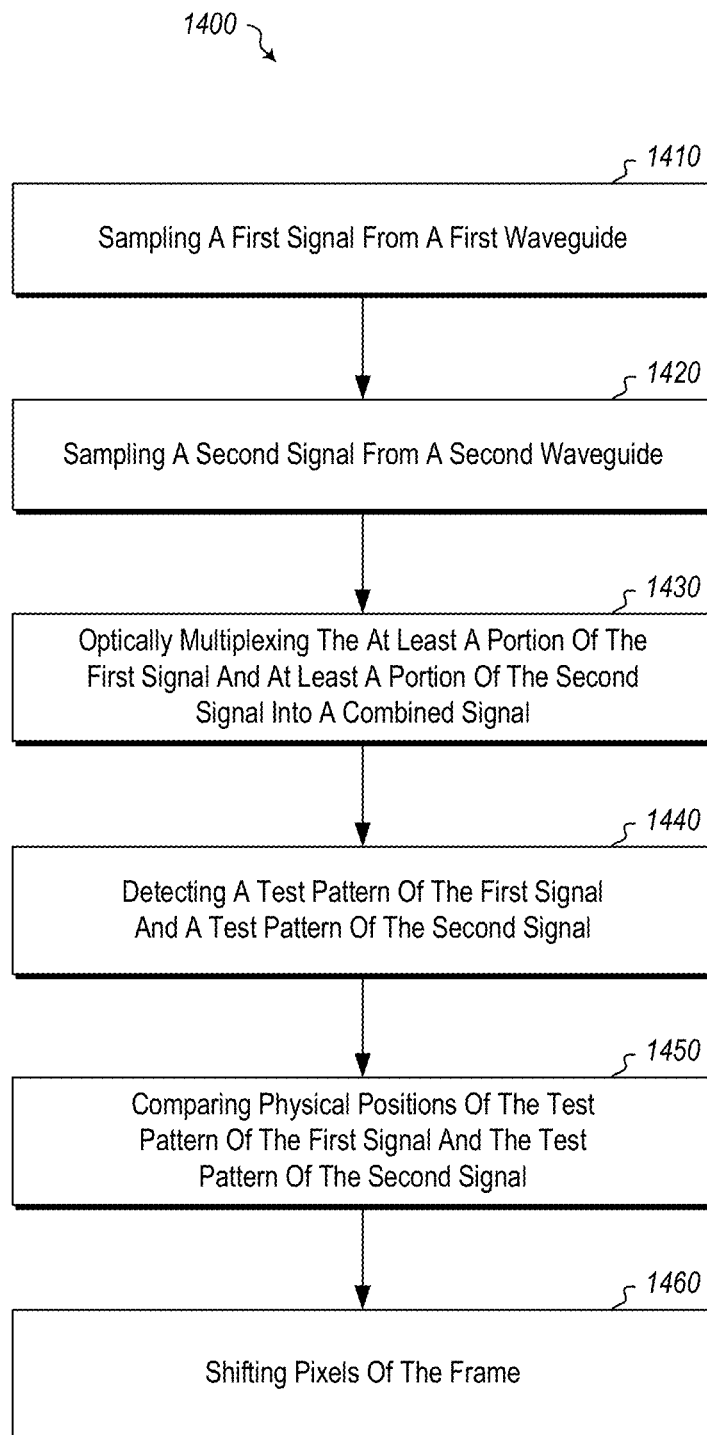 1400
1410
Sampling A First Signal From A First Waveguide
1420
Sampling A Second Signal From A Second Waveguide
1430
Optically Multiplexing The At Least A Portion Of The
First Signal And At Least A Portion Of The Second
Signal Into A Combined Signal
1440
Detecting A Test Pattern Of The First Signal
And A Test Pattern Of The Second Signal
1450
Comparing Physical Positions Of The Test
Pattern Of The First Signal And The Test
Pattern Of The Second Signal
1460
Shifting Pixels Of The Frame